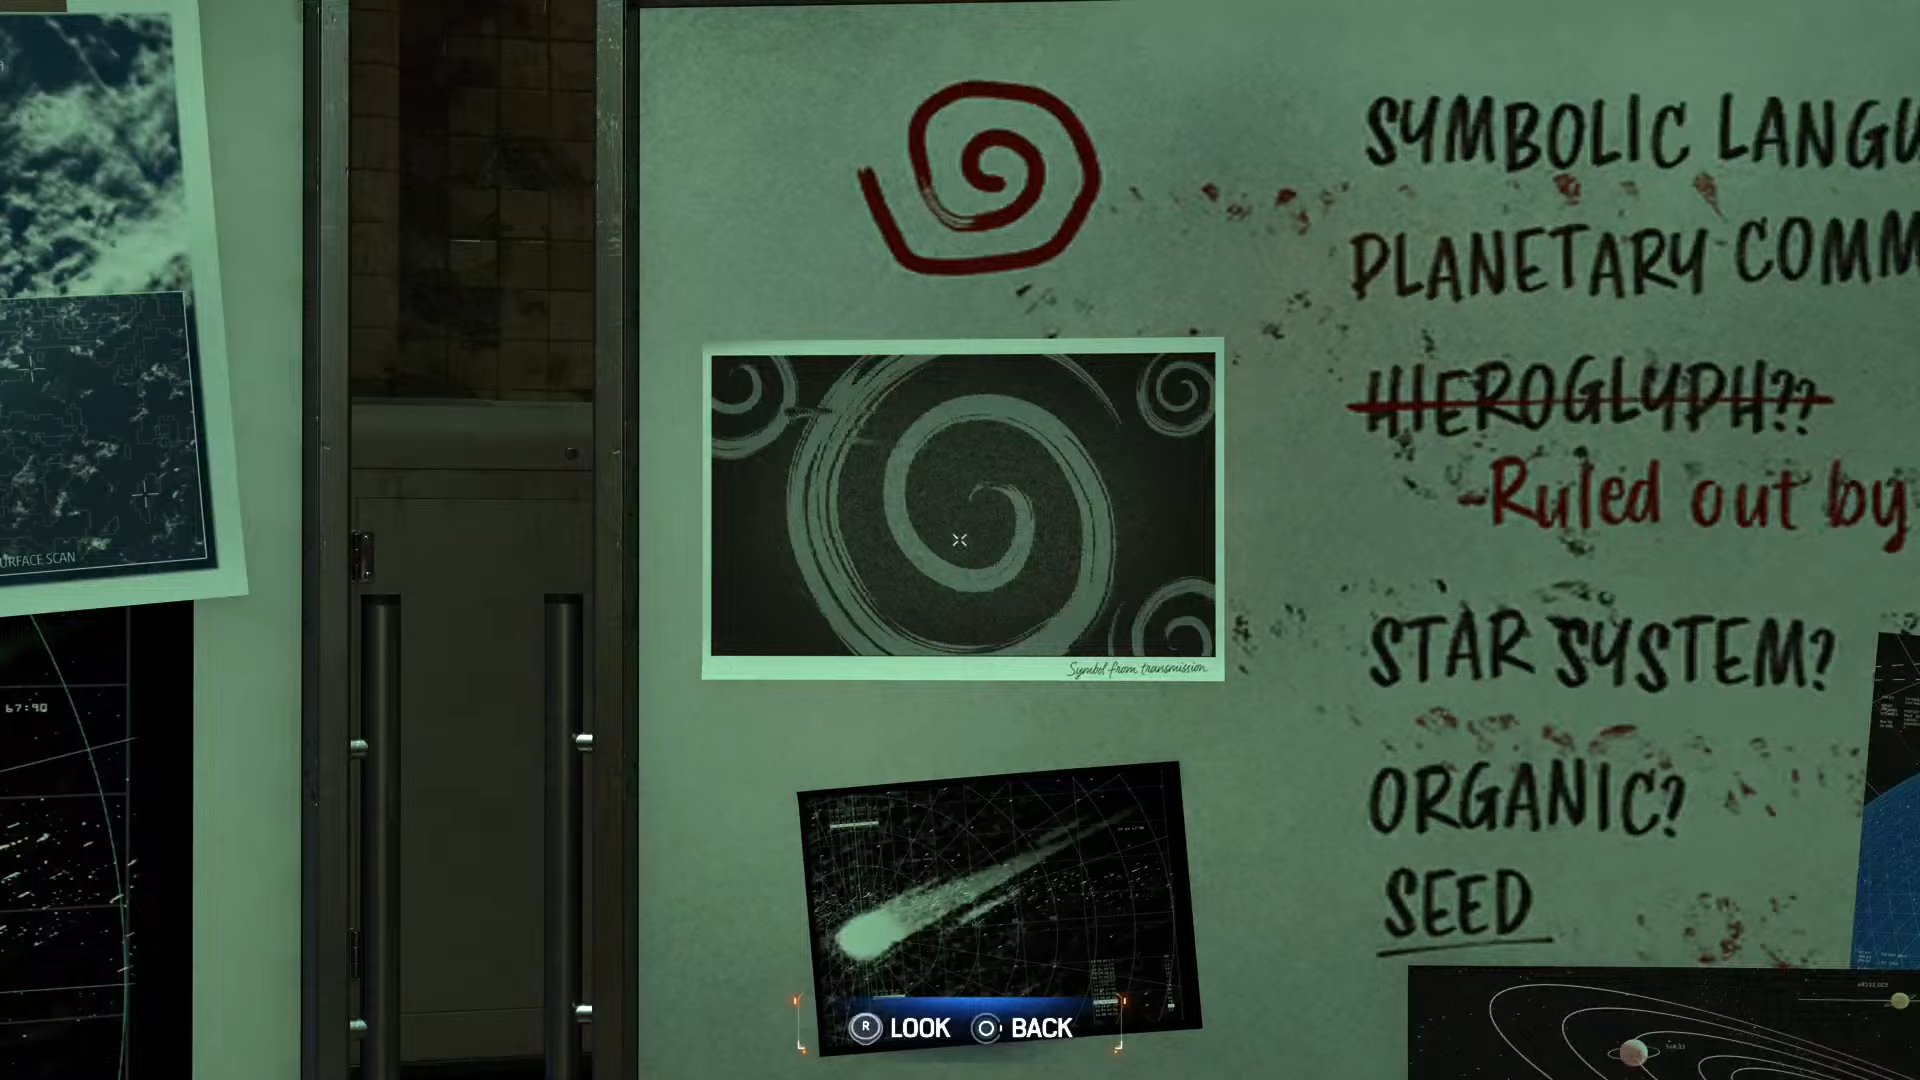 SYMBOLIC LANGU
PLANETARY COMM
HIEROGLYPH??
-Ruled out by
STAR SYSTEM?
ORGANIC?
SEED
Symbol from transmission
URFACE SCAN
67:90
R LOOK BACK